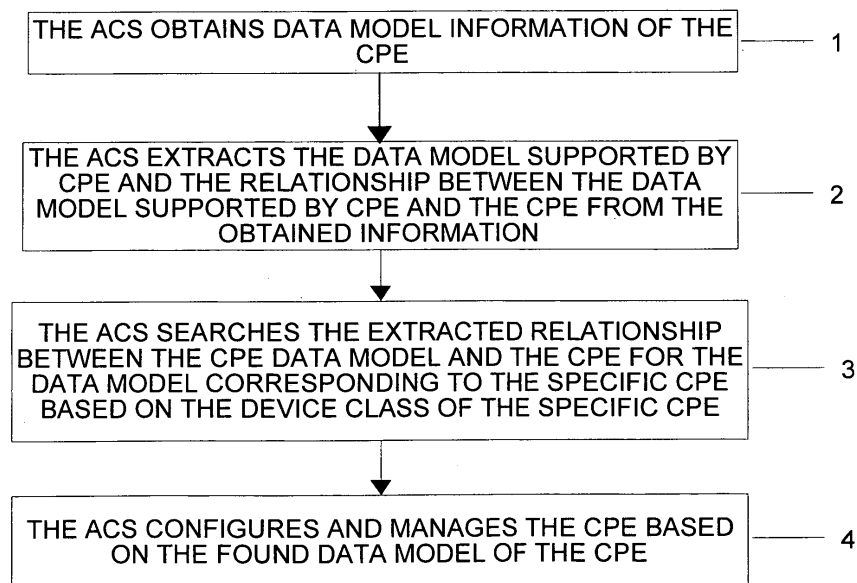 THE ACS OBTAINS DATA MODEL INFORMATION OF THE
CPE
1
THE ACS EXTRACTS THE DATA MODEL SUPPORTED BY
CPE AND THE RELATIONSHIP BETWEEN THE DATA
MODEL SUPPORTED BY CPE AND THE CPE FROM THE
OBTAINED INFORMATION
2
THE ACS SEARCHES THE EXTRACTED RELATIONSHIP
BETWEEN THE CPE DATA MODEL AND THE CPE FOR THE
DATA MODEL CORRESPONDING TO THE SPECIFIC CPE
BASED ON THE DEVICE CLASS OF THE SPECIFIC CPE
3
THE ACS CONFIGURES AND MANAGES THE CPE BASED
ON THE FOUND DATA MODEL OF THE CPE
4